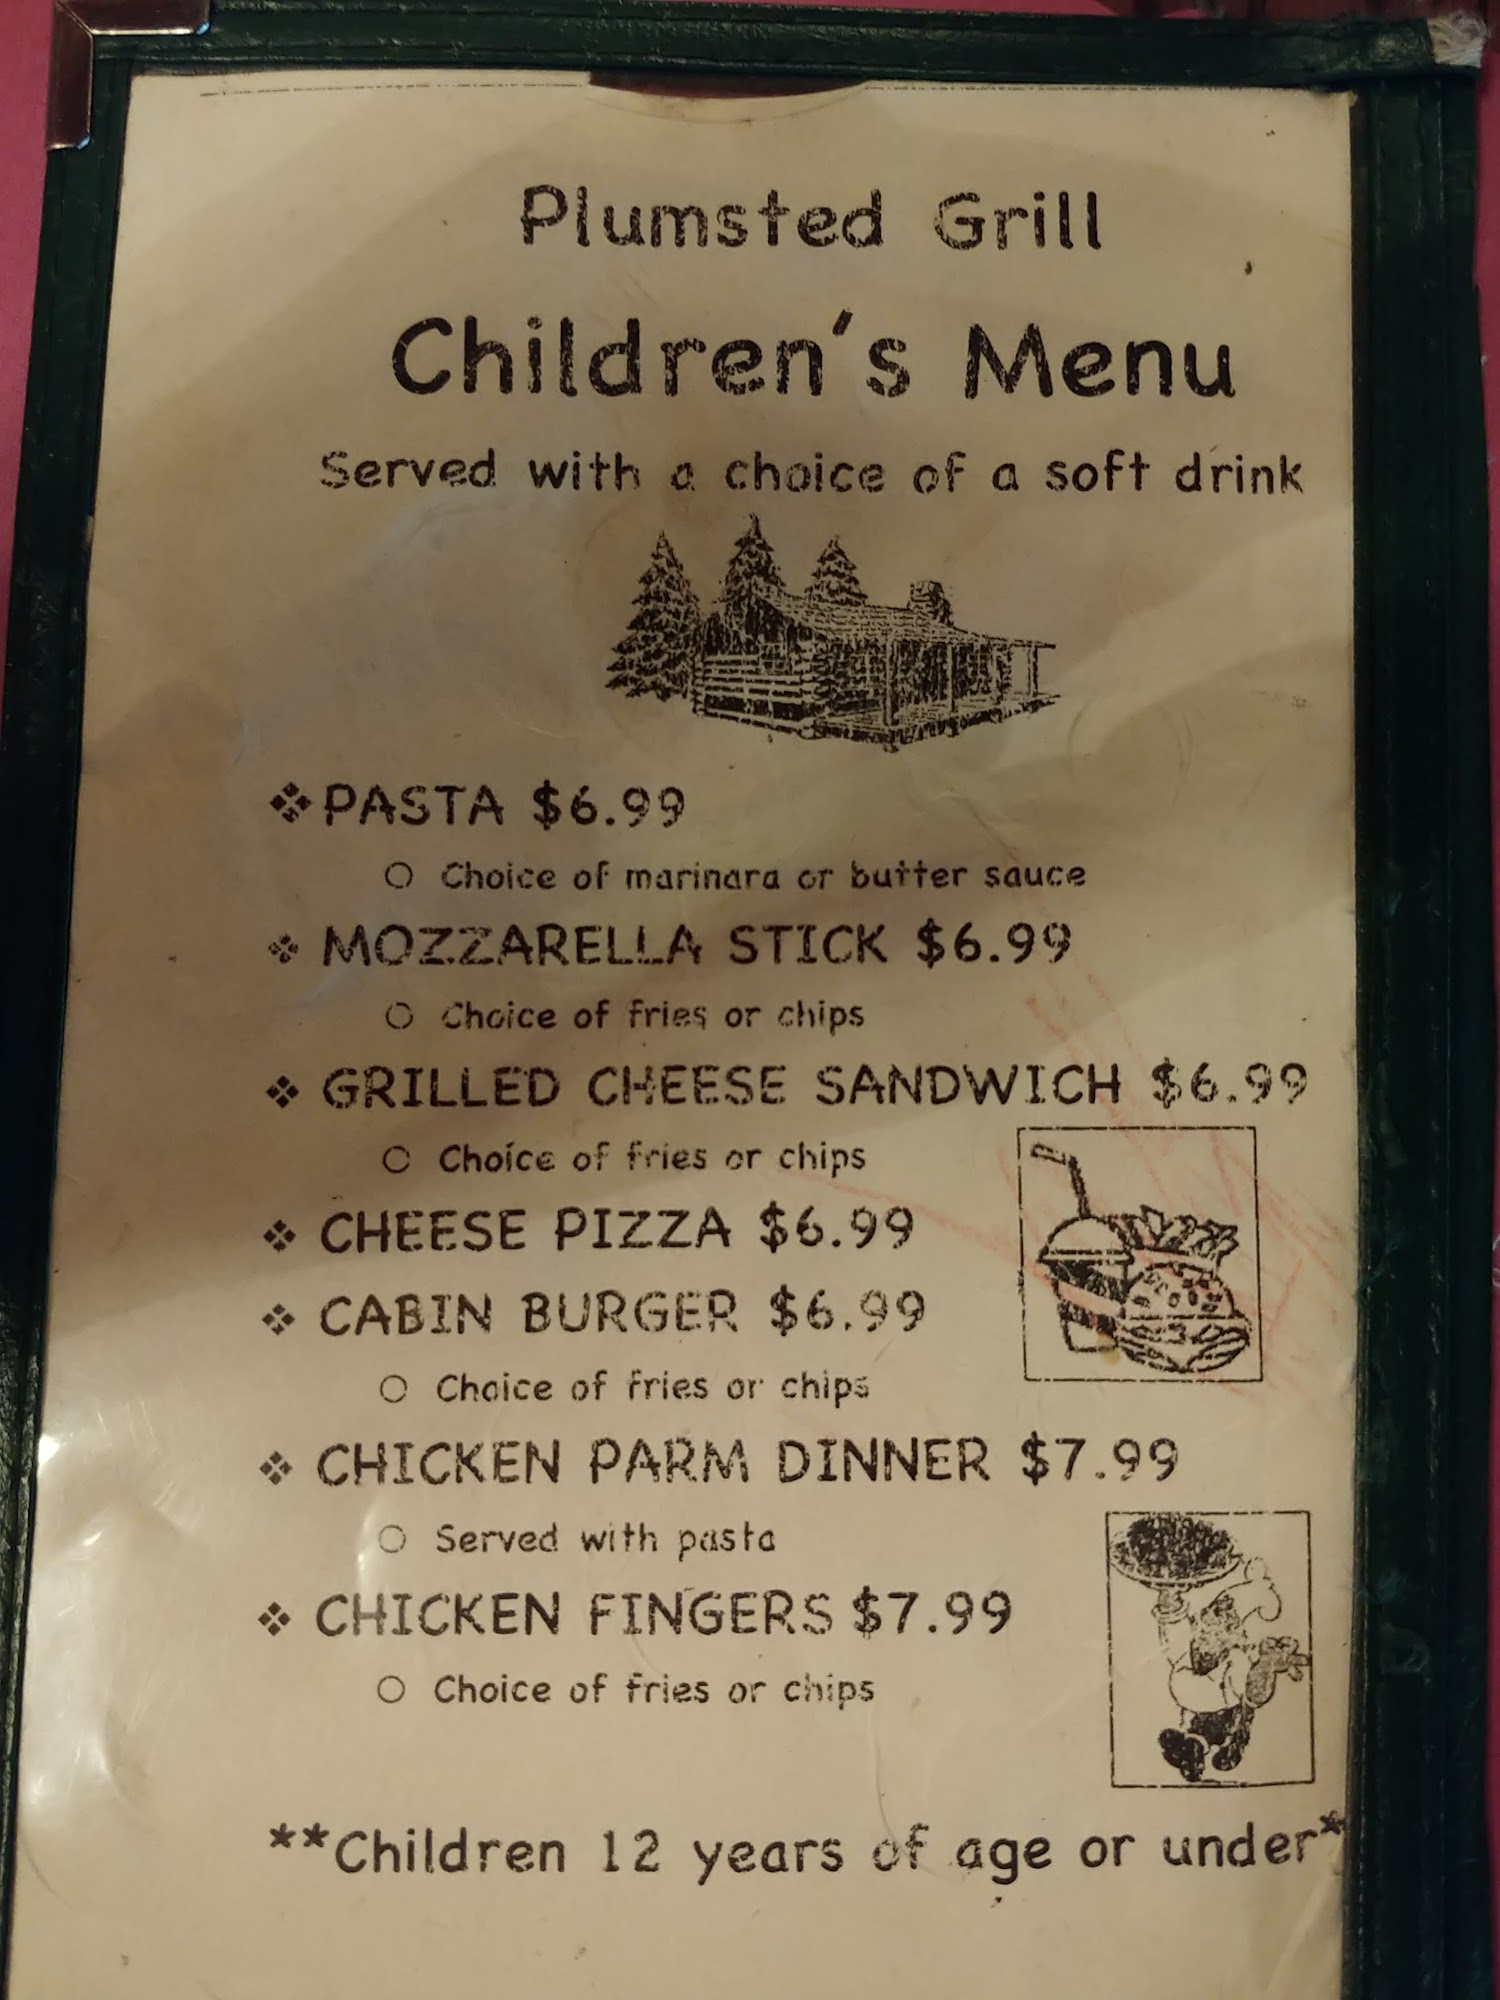 Plumsted Grill
Children's Menu
Served with a choice of a soft drink
❖ PASTA $6.99
○ Choice of marinara or butter sauce
❖ MOZZARELLA STICK $6.99
○ Choice of fries or chips
❖ GRILLED CHEESE SANDWICH $6.99
○ Choice of fries or chips
❖ CHEESE PIZZA $6.99
❖ CABIN BURGER $6.99
○ Choice of fries or chips
❖ CHICKEN PARM DINNER $7.99
○ Served with pasta
❖ CHICKEN FINGERS $7.99
○ Choice of fries or chips
**Children 12 years of age or under*